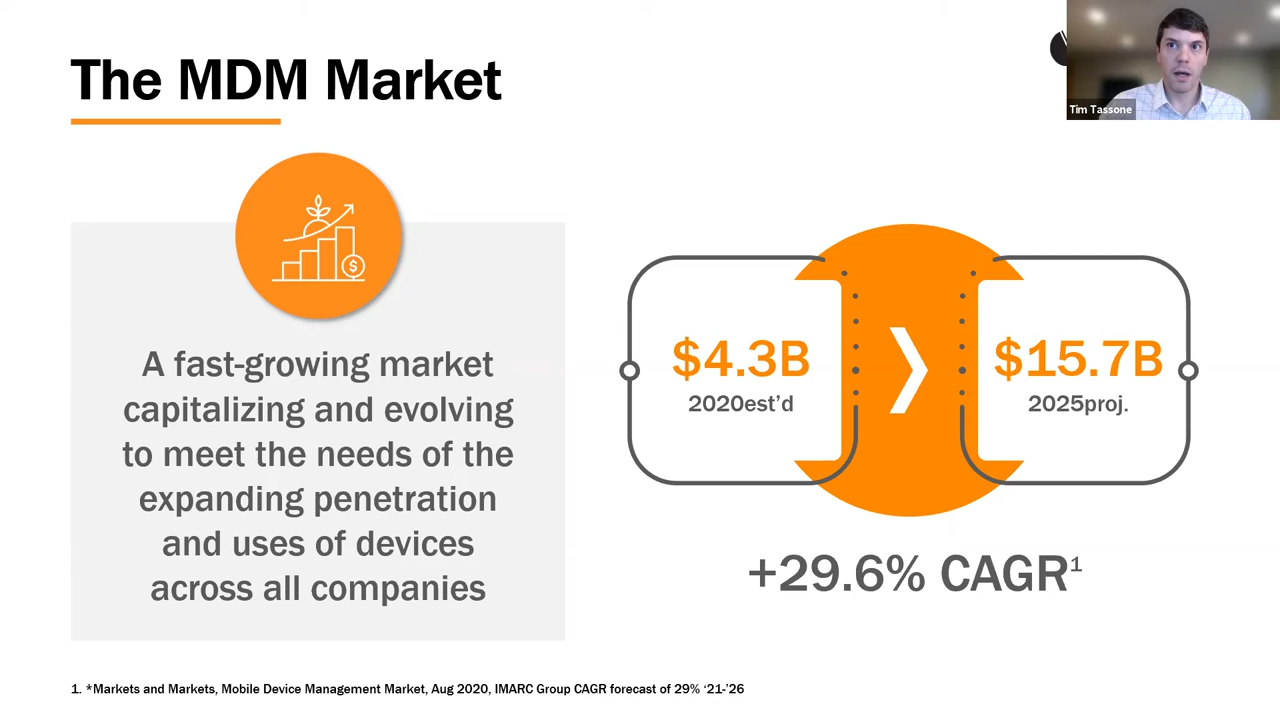 The MDM Market
Tim Tassone
$
A fast-growing market
capitalizing and evolving
to meet the needs of the
expanding penetration
and uses of devices
across all companies
$4.3B
2020est’d
$15.7B
2025proj.
+29.6% CAGR¹
1. *Markets and Markets, Mobile Device Management Market, Aug 2020, IMARC Group CAGR forecast of 29% ‘21-’26